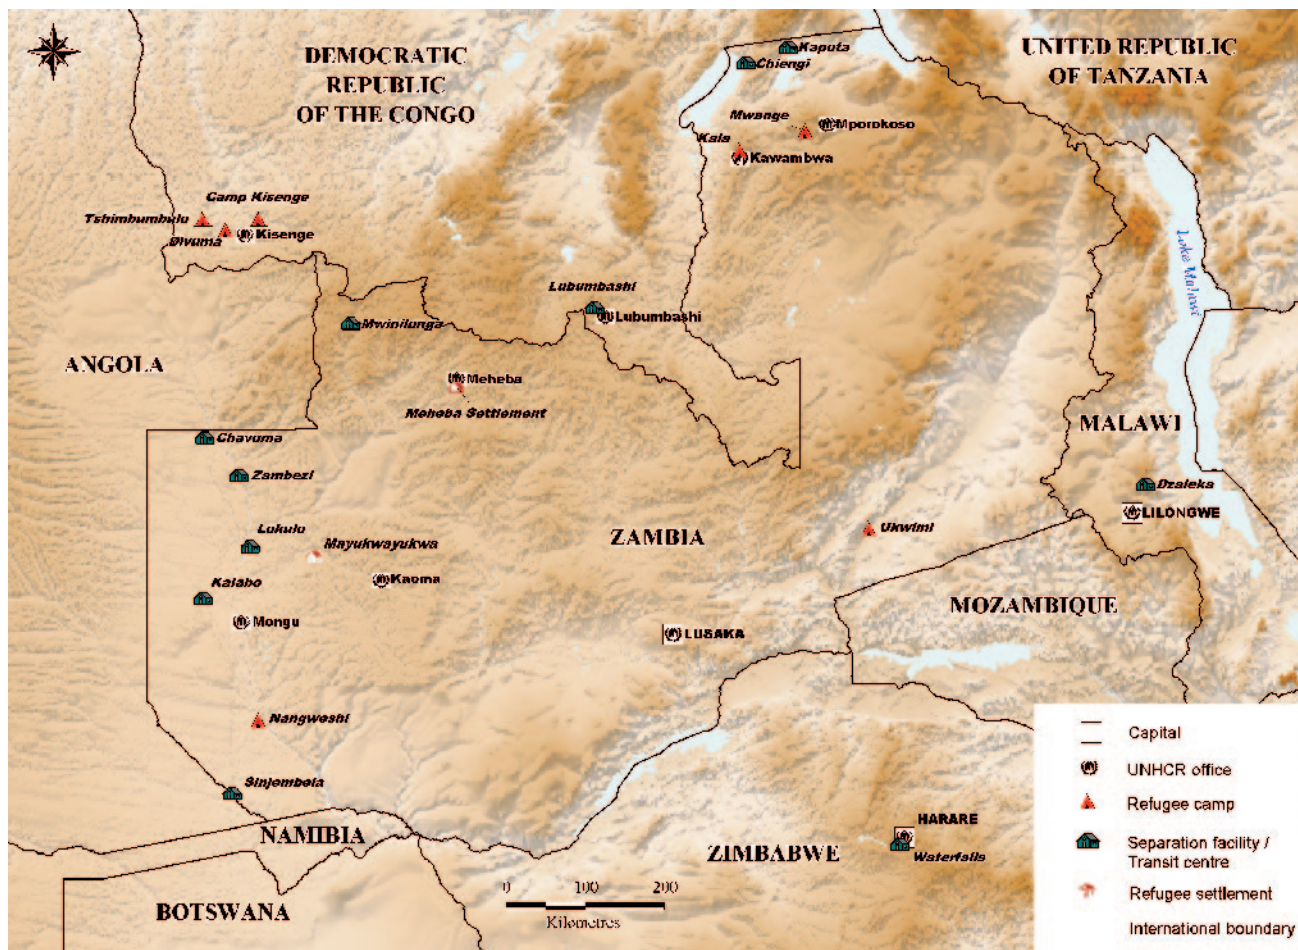 DEMOCRATIC
REPUBLIC
OF THE CONGO
UNITED REPUBLIC
OF TANZANIA
Kaputa
Chiengi
Mwange
Mporokoso
Kala
Kawambwa
Camp Kisenge
Tshimbumbulu
Divuma
Kisenge
Lake Malawi
Lubumbashi
Lubumbashi
Mwinilunga
ANGOLA
Meheba
Meheba Settlement
MALAWI
Chavuma
Zambezi
Dzaleka
LILONGWE
Lukulu
Mayukwayukwa
ZAMBIA
Ukwimi
Kalabo
Kaoma
MOZAMBIQUE
Mongu
LUSAKA
Nangweshi
Sinjembela
NAMIBIA
HARARE
ZIMBABWE
Waterfalls
BOTSWANA
0 100 200
Kilometres
Capital
UNHCR office
Refugee camp
Separation facility /
Transit centre
Refugee settlement
International boundary